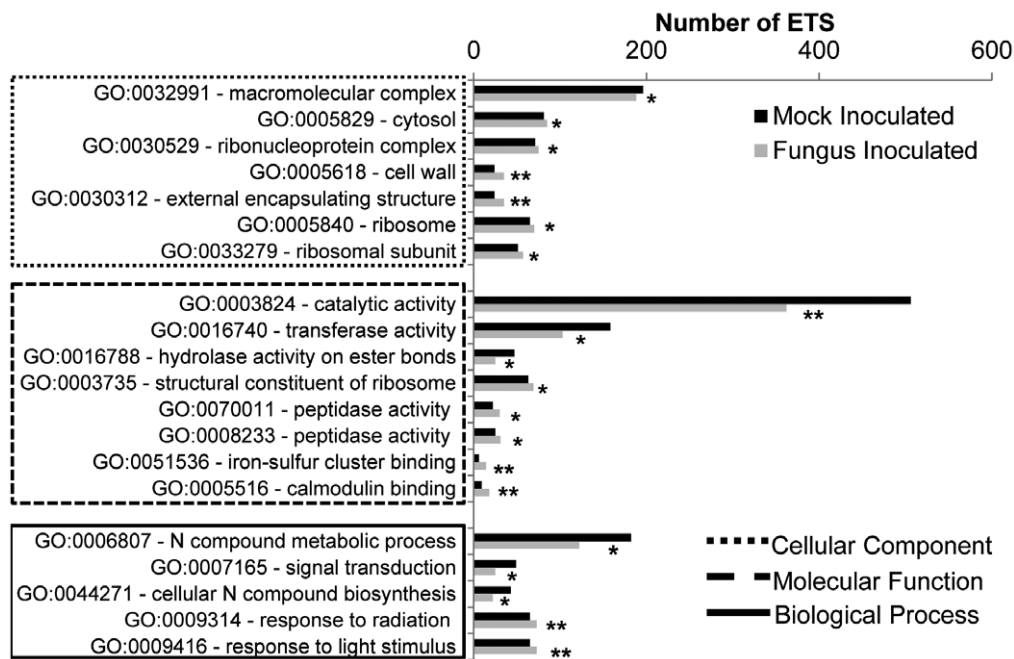 Number of ETS
0 200 400 600
GO:0032991 - macromolecular complex *
GO:0005829 - cytosol *
GO:0030529 - ribonucleoprotein complex *
GO:0005618 - cell wall **
GO:0030312 - external encapsulating structure **
GO:0005840 - ribosome *
GO:0033279 - ribosomal subunit *
Mock Inoculated
Fungus Inoculated
GO:0003824 - catalytic activity **
GO:0016740 - transferase activity *
GO:0016788 - hydrolase activity on ester bonds *
GO:0003735 - structural constituent of ribosome *
GO:0070011 - peptidase activity *
GO:0008233 - peptidase activity *
GO:0051536 - iron-sulfur cluster binding **
GO:0005516 - calmodulin binding **
GO:0006807 - N compound metabolic process *
GO:0007165 - signal transduction *
GO:0044271 - cellular N compound biosynthesis *
GO:0009314 - response to radiation **
GO:0009416 - response to light stimulus **
Cellular Component
Molecular Function
Biological Process